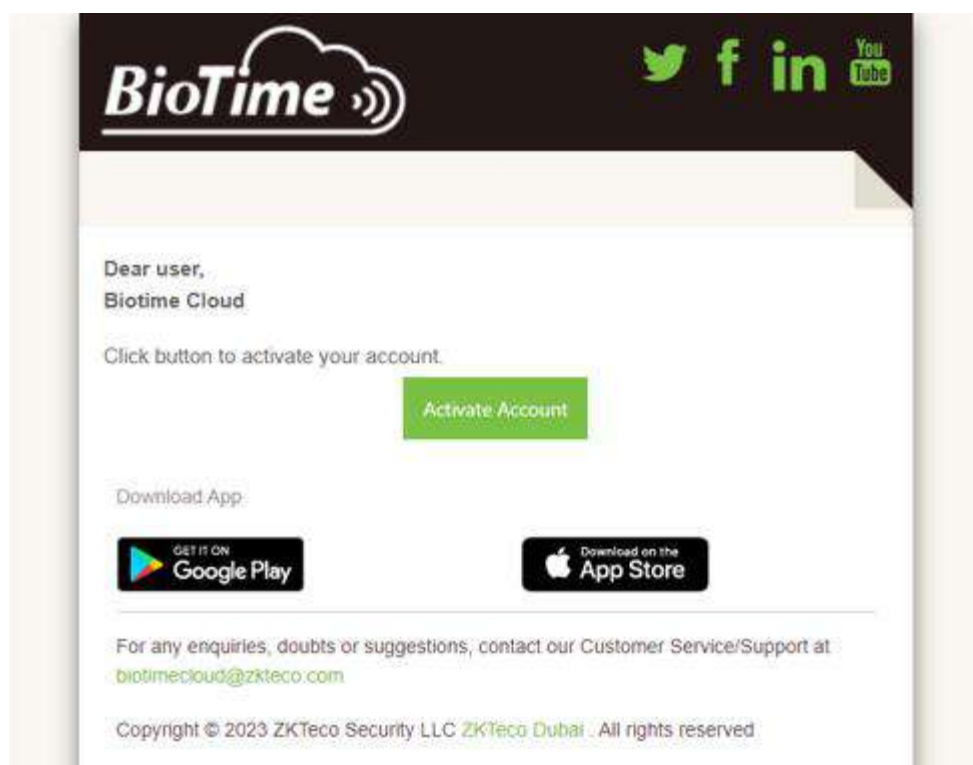 BioTime
You
Tube
Dear user,
Biotime Cloud
Click button to activate your account.
Activate Account
Download App
GET IT ON
Google Play
Download on the
App Store
For any enquiries, doubts or suggestions, contact our Customer Service/Support at
biotimecloud@zkteco.com
Copyright © 2023 ZKTeco Security LLC ZKTeco Dubai . All rights reserved